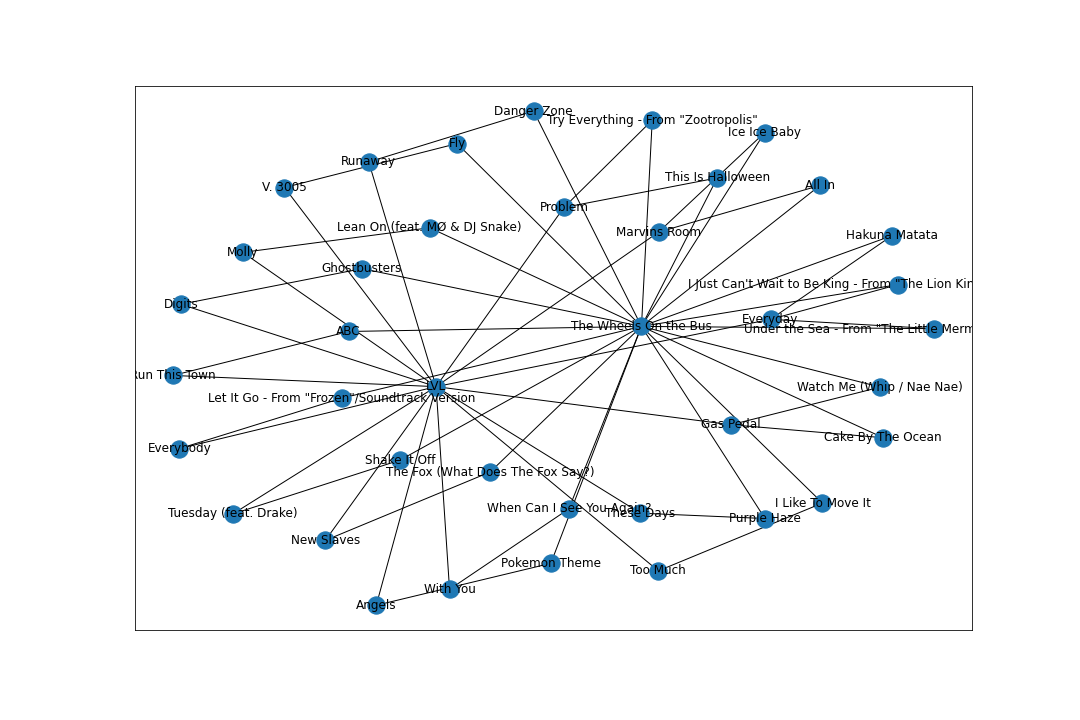 Danger Zone
Try Everything - From "Zootropolis"
Ice Ice Baby
Fly
Runaway
This Is Halloween
All In
V. 3005
Problem
Lean On (feat. MØ & DJ Snake)
Marvins Room
Hakuna Matata
Molly
Ghostbusters
I Just Can't Wait to Be King - From "The Lion Kin
Digits
Everyday
The Wheels On the Bus
Under the Sea - From "The Little Merm
ABC
Run This Town
VL
Watch Me (Whip / Nae Nae)
Let It Go - From "Frozen"/Soundtrack Version
Gas Pedal
Cake By The Ocean
Everybody
Shake It Off
The Fox (What Does The Fox Say?)
I Like To Move It
When Can I See You Again?
These Days
Tuesday (feat. Drake)
Purple Haze
New Slaves
Pokemon Theme
Too Much
With You
Angels